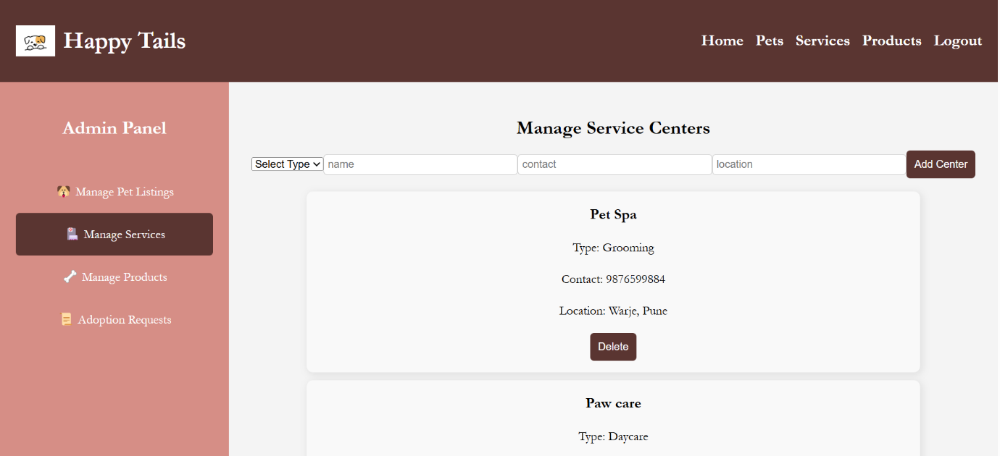 Happy Tails
Home Pets Services Products Logout
Admin Panel
Manage Pet Listings
Manage Services
Manage Products
Adoption Requests
Manage Service Centers
Select Type name contact location Add Center
Pet Spa
Type: Grooming
Contact: 9876599884
Location: Warje, Pune
Delete
Paw care
Type: Daycare